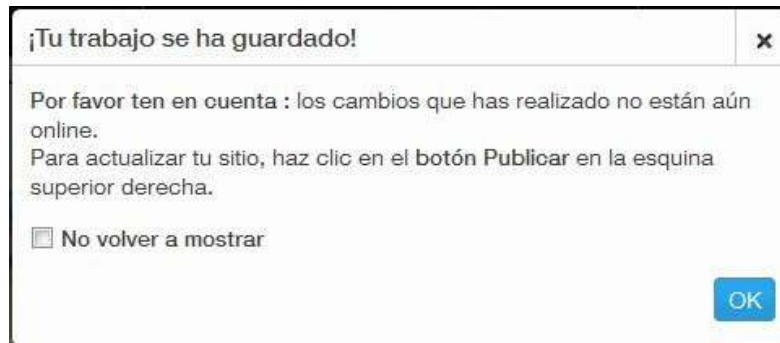 ¡Tu trabajo se ha guardado!
Por favor ten en cuenta : los cambios que has realizado no están aún
online.
Para actualizar tu sitio, haz clic en el botón Publicar en la esquina
superior derecha.
No volver a mostrar
OK